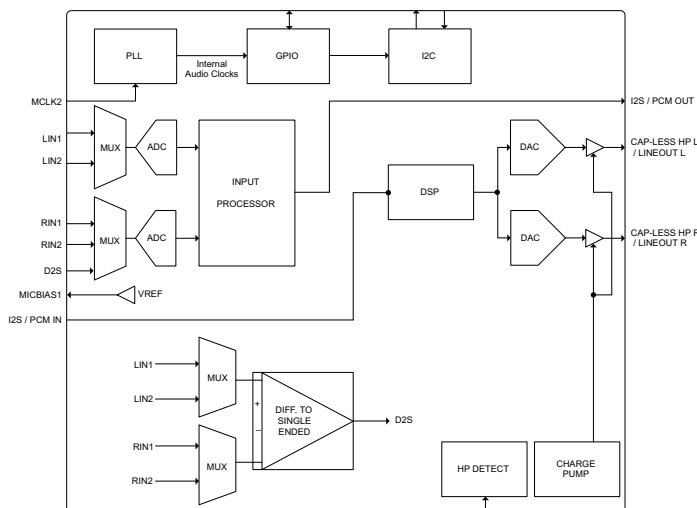 PLL
Internal
Audio Clocks
GPIO
I2C
MCLK2
I2S / PCM OUT
LIN1
LIN2
MUX
ADC
INPUT
PROCESSOR
DSP
DAC
CAP-LESS HP L
/ LINEOUT L
RIN1
RIN2
D2S
MUX
ADC
DAC
CAP-LESS HP R
/ LINEOUT R
MICBIAS1
VREF
I2S / PCM IN
LIN1
LIN2
MUX
+
DIFF. TO
SINGLE
ENDED
–
D2S
RIN1
RIN2
MUX
HP DETECT
CHARGE
PUMP